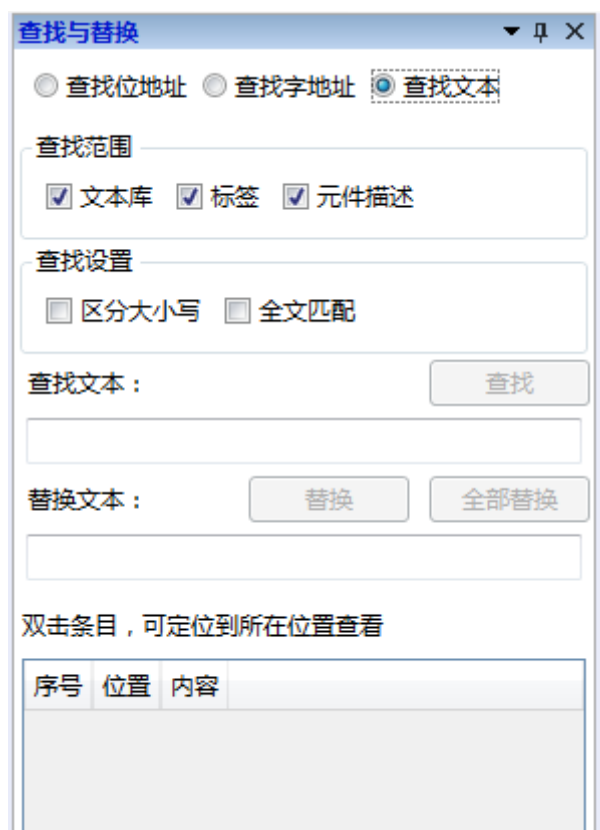 查找与替换
查找位地址 查找字地址 查找文本
查找范围
文本库 标签 元件描述
查找设置
区分大小写 全文匹配
查找文本： 查找
替换文本： 替换 全部替换
双击条目，可定位到所在位置查看
序号 位置 内容